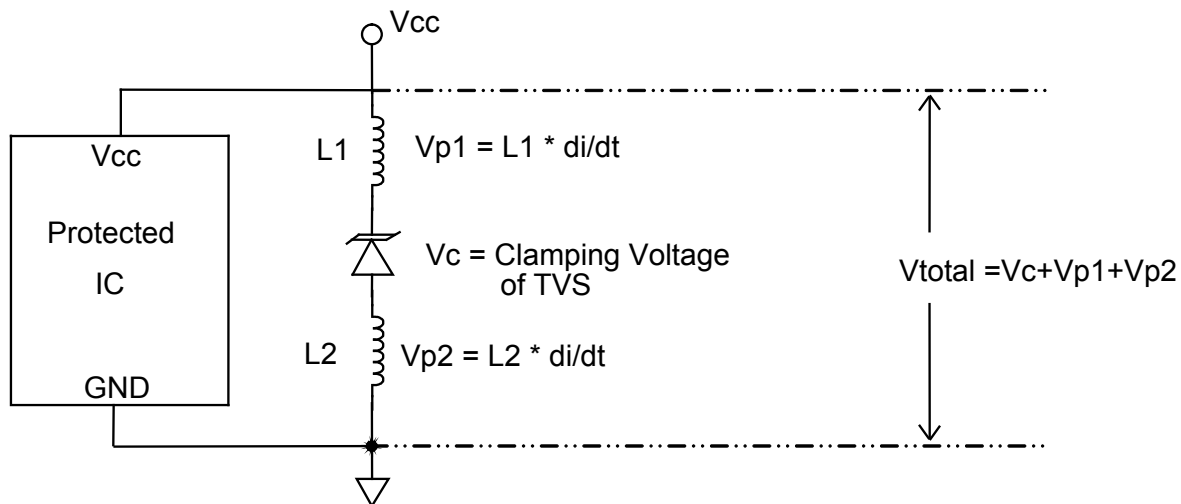 Vcc
Vcc
L1
Vp1 = L1 * di/dt
Protected
IC
Vc = Clamping Voltage
of TVS
Vtotal =Vc+Vp1+Vp2
L2
Vp2 = L2 * di/dt
GND